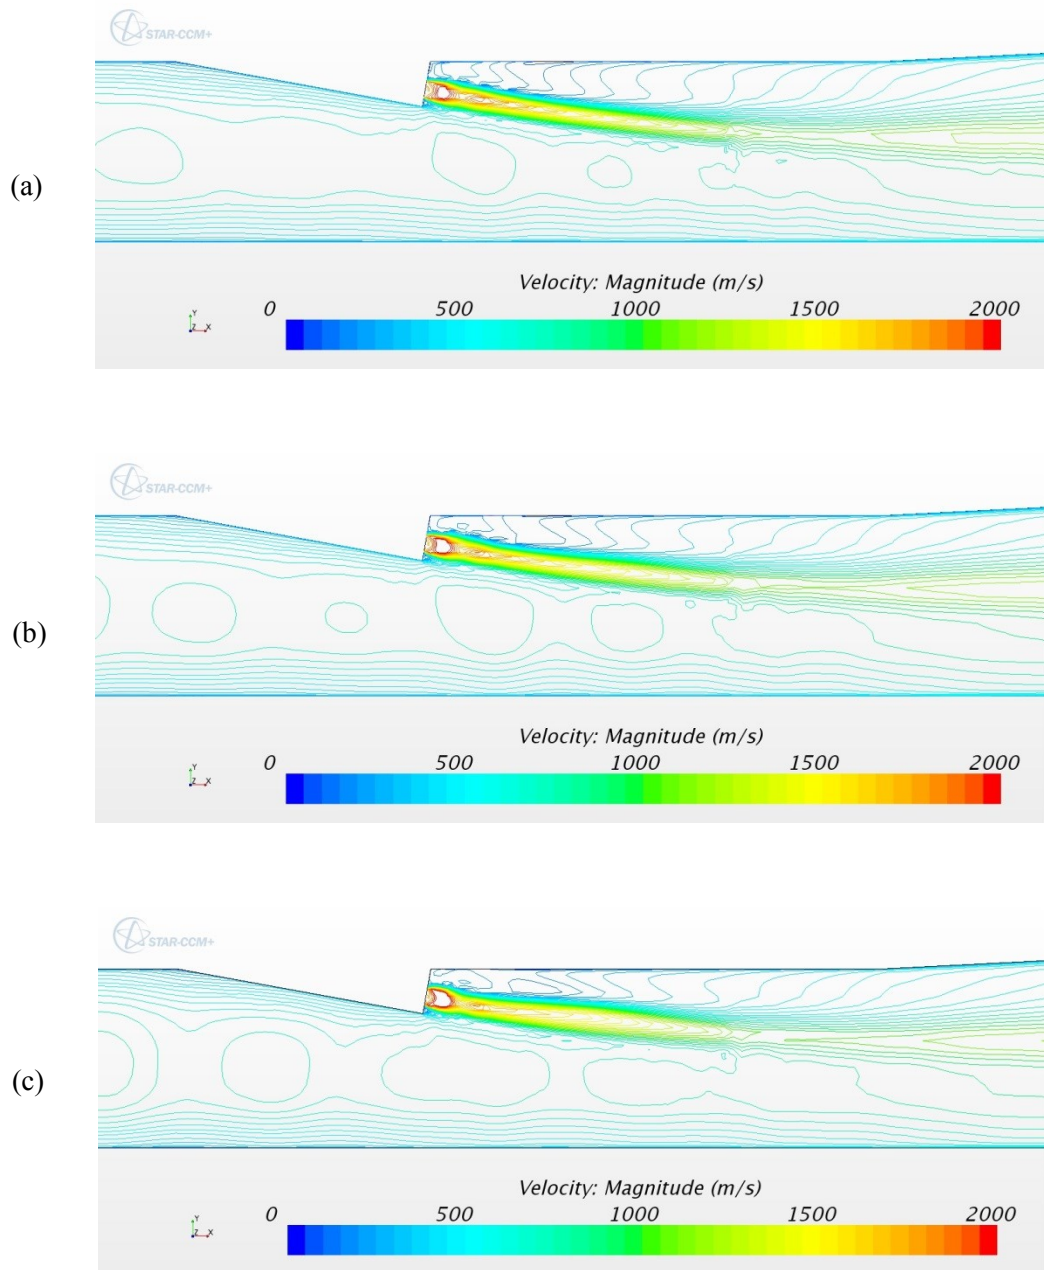 STAR-CCM+
(a)
Velocity: Magnitude (m/s)
0 500 1000 1500 2000
Y
Z X
STAR-CCM+
(b)
Velocity: Magnitude (m/s)
0 500 1000 1500 2000
Y
Z X
STAR-CCM+
(c)
Velocity: Magnitude (m/s)
0 500 1000 1500 2000
Y
Z X